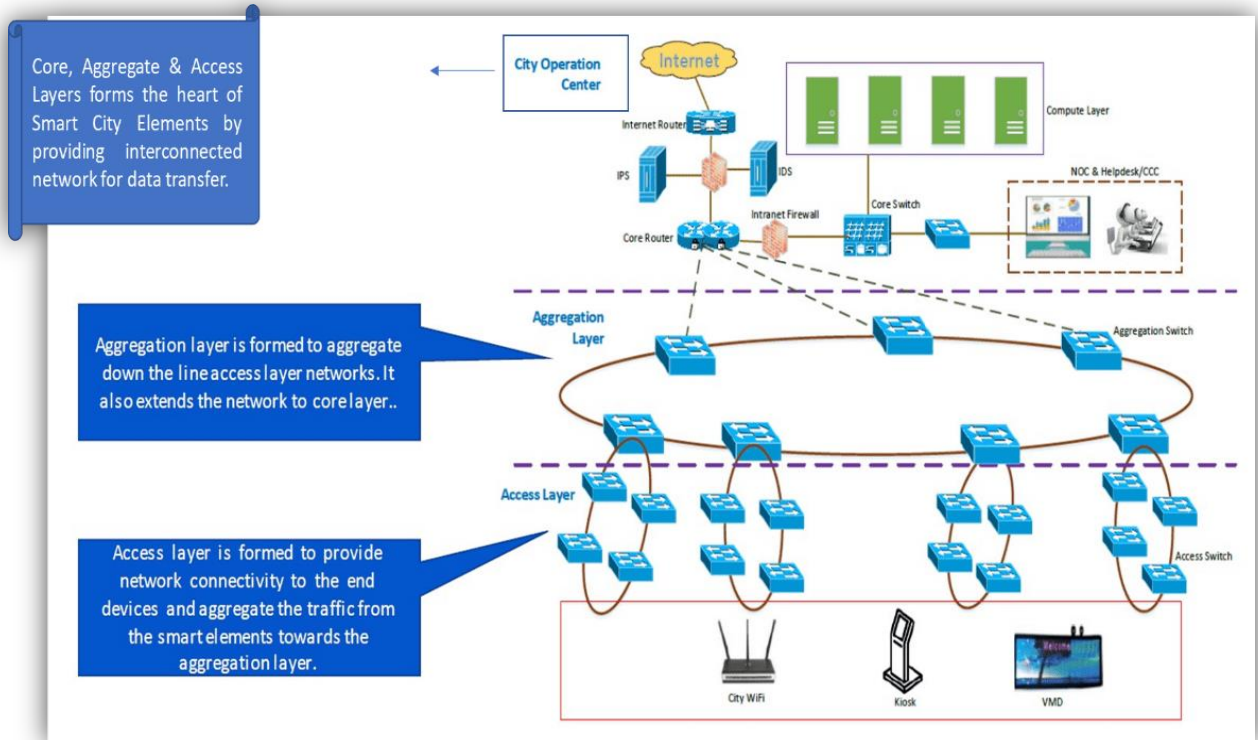 Core, Aggregate & Access
Layers forms the heart of
Smart City Elements by
providing interconnected
network for data transfer.
City Operation
Center
Internet
Internet Router
IPS
IDS
Compute Layer
NOC & Helpdesk/CCC
Core Switch
Intranet Firewall
Core Router
Aggregation
Layer
Aggregation Switch
Aggregation layer is formed to aggregate
down the line access layer networks. It
also extends the network to core layer..
Access Layer
Access Switch
Access layer is formed to provide
network connectivity to the end
devices and aggregate the traffic from
the smart elements towards the
aggregation layer.
Welcome
City WiFi
Kiosk
VMD